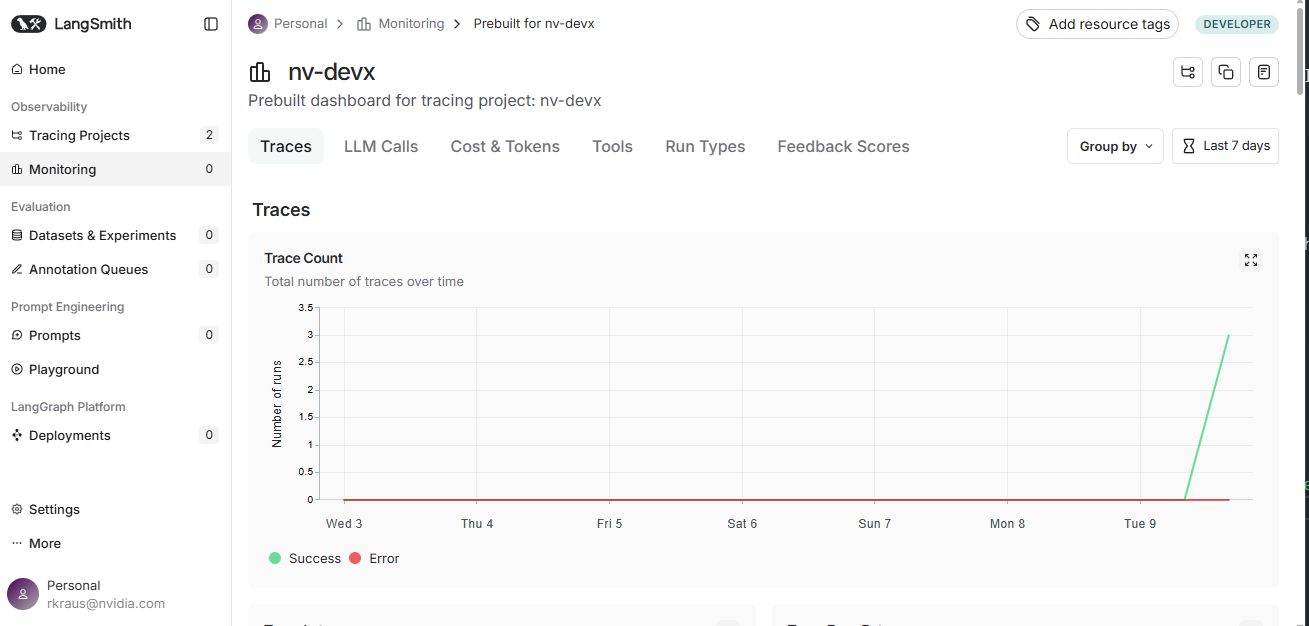 LangSmith
Home
Observability
Tracing Projects 2
Monitoring 0
Evaluation
Datasets & Experiments 0
Annotation Queues 0
Prompt Engineering
Prompts 0
Playground
LangGraph Platform
Deployments 0
Settings
More
Personal
rkraus@nvidia.com
Personal > Monitoring > Prebuilt for nv-devx
Add resource tags
DEVELOPER
nv-devx
Prebuilt dashboard for tracing project: nv-devx
Traces LLM Calls Cost & Tokens Tools Run Types Feedback Scores
Group by
Last 7 days
Traces
Trace Count
Total number of traces over time
Number of runs
3.5
3
2.5
2
1.5
1
0.5
0
Wed 3 Thu 4 Fri 5 Sat 6 Sun 7 Mon 8 Tue 9
Success Error